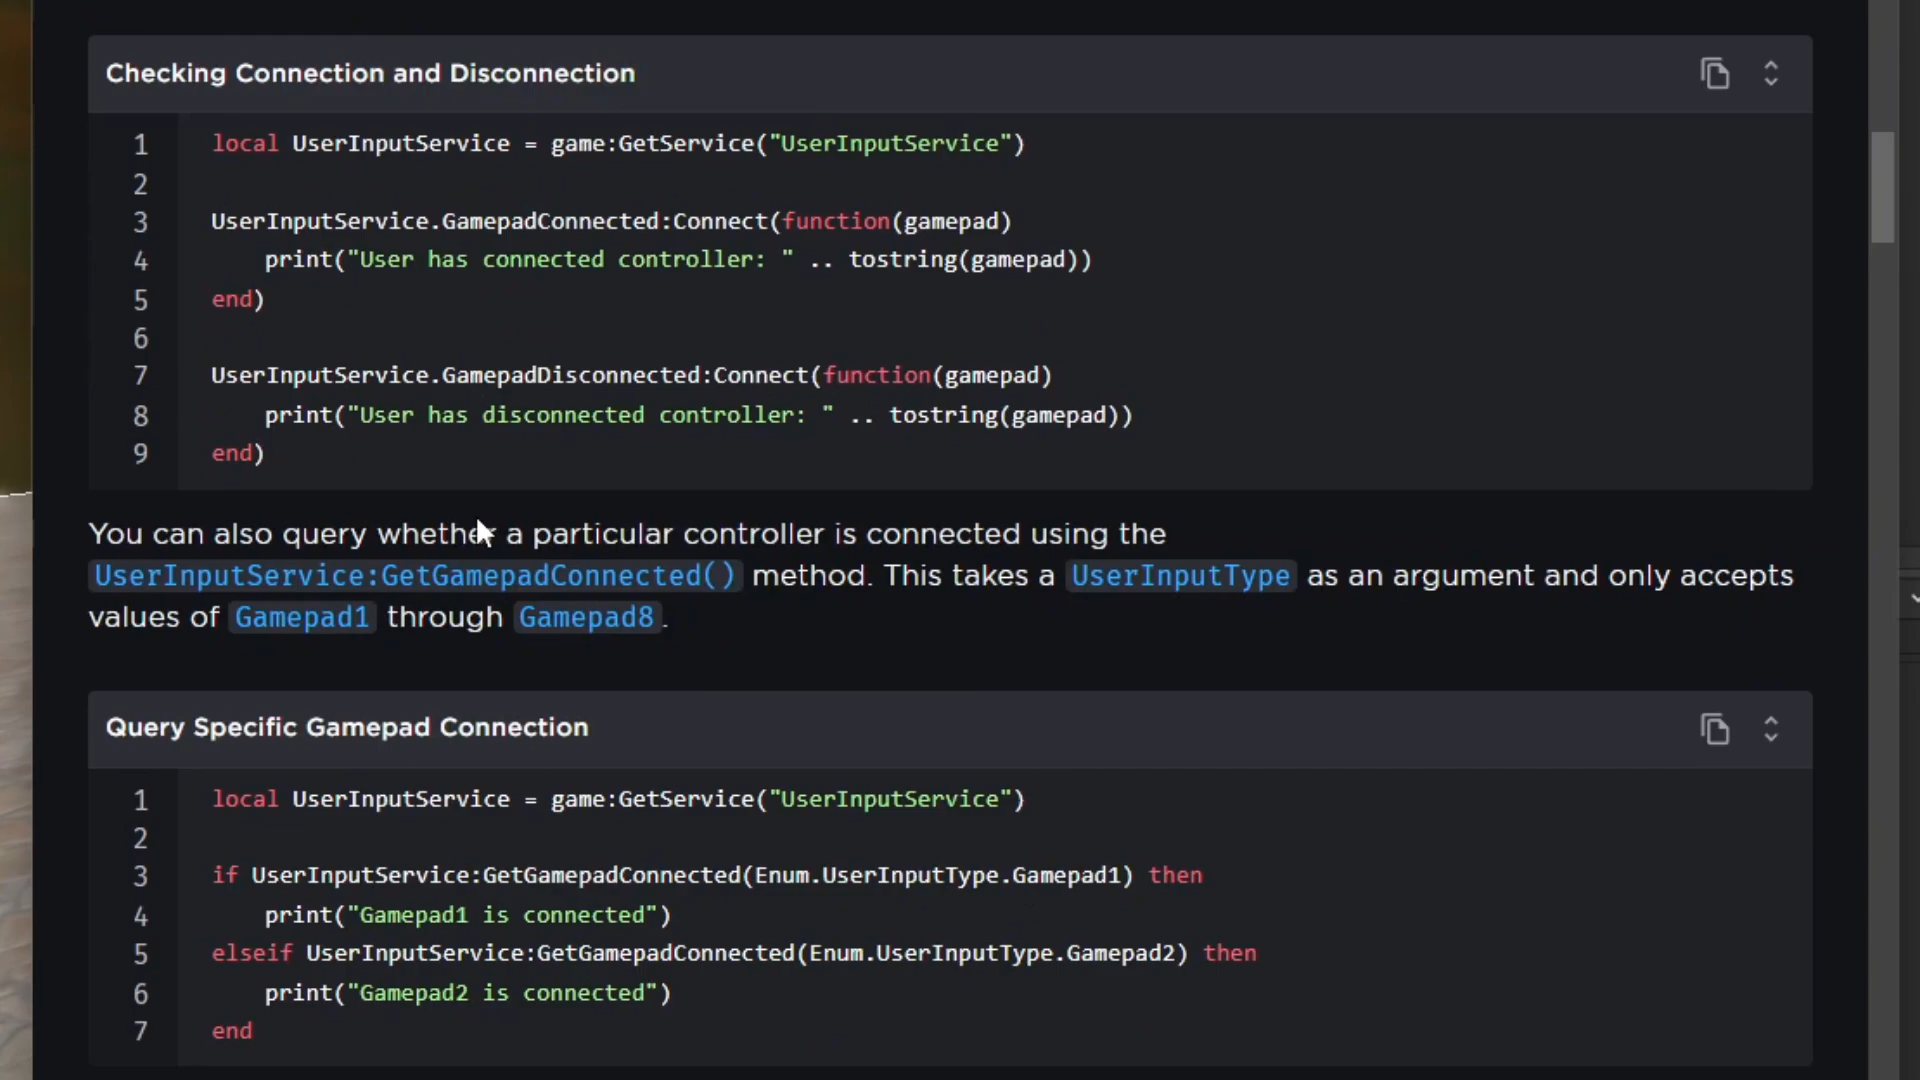 Checking Connection and Disconnection
1 local UserInputService = game:GetService("UserInputService")
2
3 UserInputService.GamepadConnected:Connect(function(gamepad)
4     print("User has connected controller: " .. tostring(gamepad))
5 end)
6
7 UserInputService.GamepadDisconnected:Connect(function(gamepad)
8     print("User has disconnected controller: " .. tostring(gamepad))
9 end)
You can also query whether a particular controller is connected using the
UserInputService:GetGamepadConnected() method. This takes a UserInputType as an argument and only accepts
values of Gamepad1 through Gamepad8.
Query Specific Gamepad Connection
1 local UserInputService = game:GetService("UserInputService")
2
3 if UserInputService:GetGamepadConnected(Enum.UserInputType.Gamepad1) then
4     print("Gamepad1 is connected")
5 elseif UserInputService:GetGamepadConnected(Enum.UserInputType.Gamepad2) then
6     print("Gamepad2 is connected")
7 end